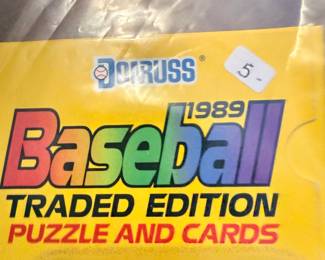 DONRUSS®
5-
1989
Baseball
TRADED EDITION
PUZZLE AND CARDS